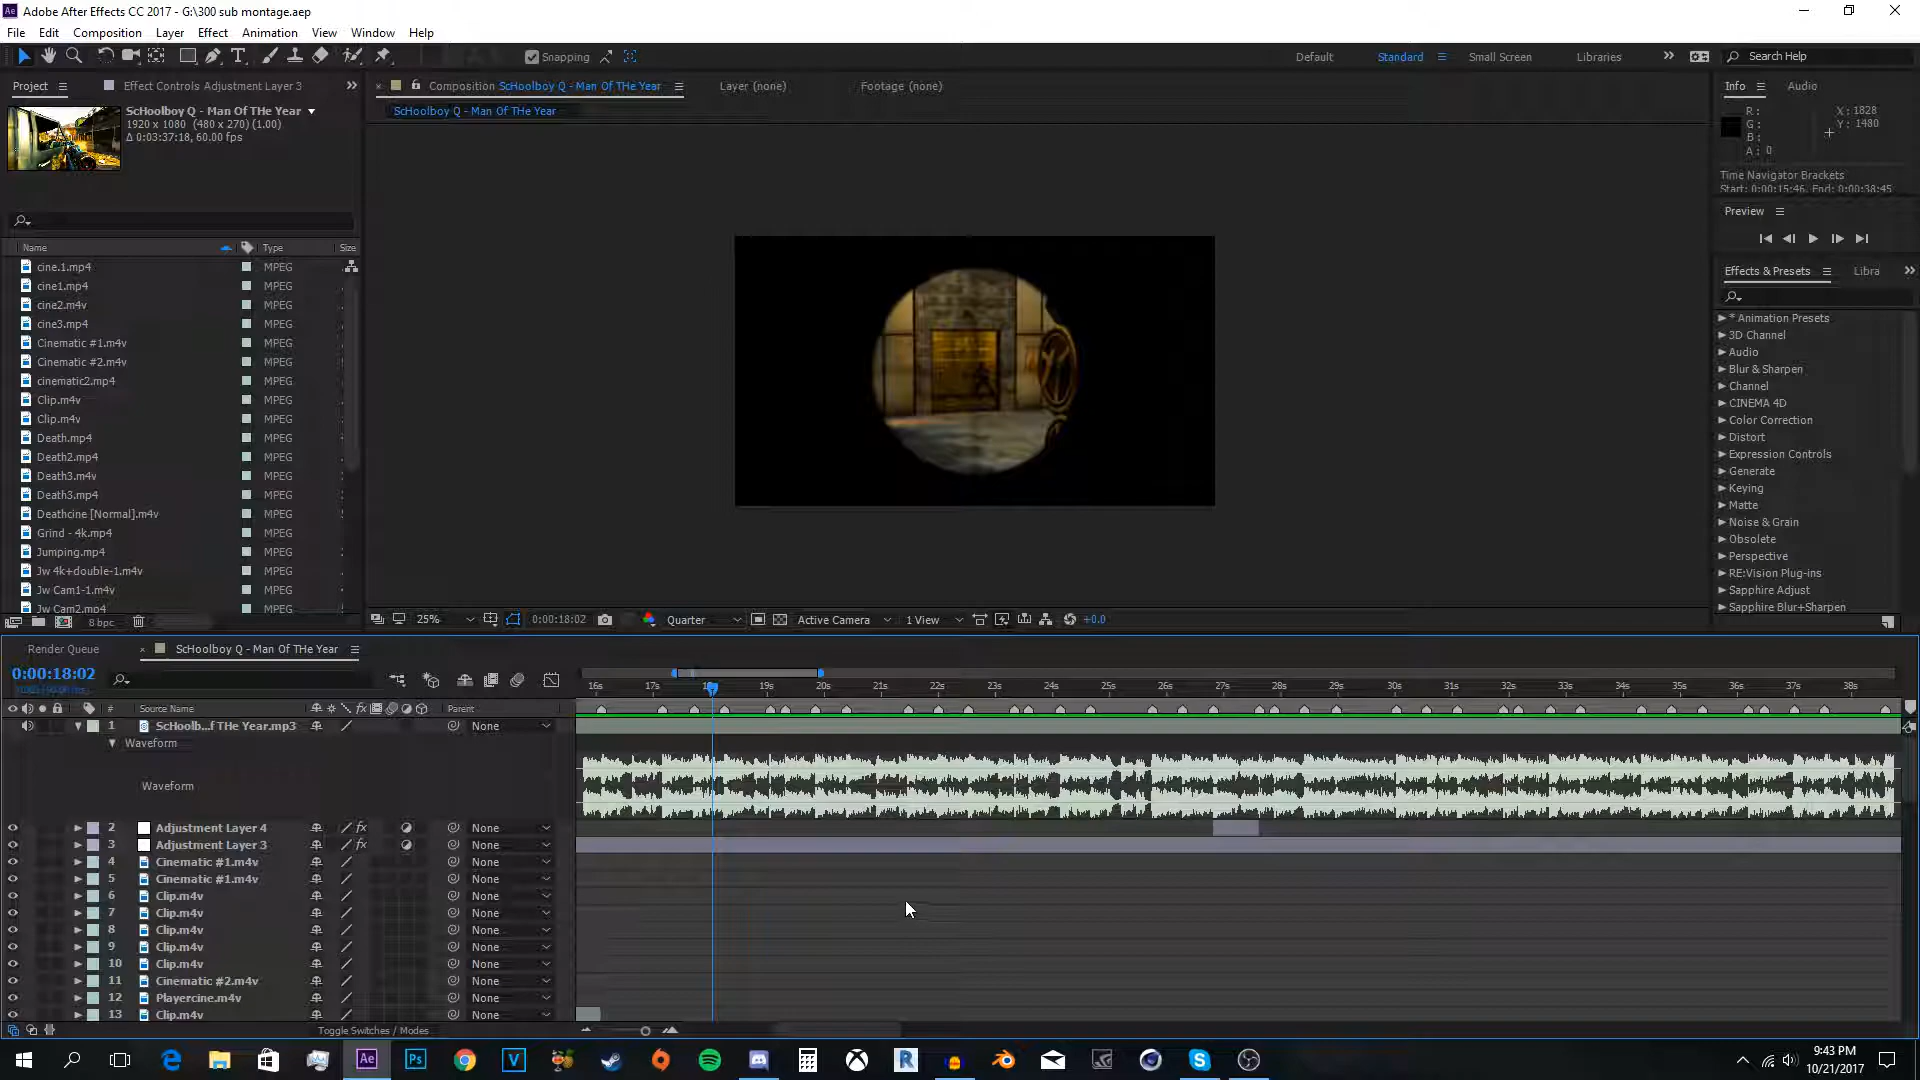 Adobe After Effects CC 2017 - G:\300 sub montage.aep
File Edit Composition Layer Effect Animation View Window Help
Snapping Default Standard Small Screen Libraries Search Help
Project Effect Controls Adjustment Layer 3
ScHoolboy Q - Man Of THe Year
1920 x 1080 (480 x 270) (1.00)
Δ 0:03:37:18, 60.00 fps
Name Type Size
cine.1.mp4 MPEG
cine1.mp4 MPEG
cine2.m4v MPEG
cine3.mp4 MPEG
Cinematic #1.m4v MPEG
Cinematic #2.m4v MPEG
cinematic2.mp4 MPEG
Clip.m4v MPEG
Clip.m4v MPEG
Death.mp4 MPEG
Death2.mp4 MPEG
Death3.m4v MPEG
Death3.mp4 MPEG
Deathcine [Normal].m4v MPEG
Grind - 4k.mp4 MPEG
Jumping.mp4 MPEG
Jw 4k+double-1.m4v MPEG
Jw Cam1-1.m4v MPEG
Jw Cam2.mp4 MPEG
8 bpc
Composition ScHoolboy Q - Man Of THe Year Layer (none) Footage (none)
ScHoolboy Q - Man Of THe Year
25% 0:00:18:02 Quarter Active Camera 1 View +0.0
Info Audio
R: X: 1828
G: Y: 1480
B:
A: 0
Time Navigator Brackets
Start: 0:00:15:46, End: 0:00:38:45
Preview
Effects & Presets Libra
* Animation Presets
3D Channel
Audio
Blur & Sharpen
Channel
CINEMA 4D
Color Correction
Distort
Expression Controls
Generate
Keying
Matte
Noise & Grain
Obsolete
Perspective
RE:Vision Plug-ins
Sapphire Adjust
Sapphire Blur+Sharpen
Render Queue ScHoolboy Q - Man Of THe Year
0:00:18:02
16s 17s 18s 19s 20s 21s 22s 23s 24s 25s 26s 27s 28s 29s 30s 31s 32s 33s 34s 35s 36s 37s 38s
# Source Name fx Parent
1 ScHoolb...f THe Year.mp3 None
Waveform
Waveform
2 Adjustment Layer 4 fx None
3 Adjustment Layer 3 fx None
4 Cinematic #1.m4v None
5 Cinematic #1.m4v None
6 Clip.m4v None
7 Clip.m4v None
8 Clip.m4v None
9 Clip.m4v None
10 Clip.m4v None
11 Cinematic #2.m4v None
12 Playercine.m4v None
13 Clip.m4v None
Toggle Switches / Modes
9:43 PM
10/21/2017